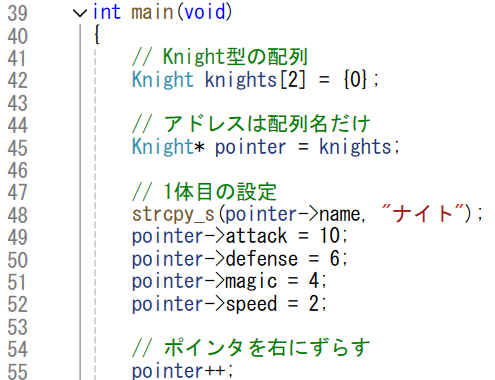 39 int main(void)
40 {
41 // Knight型の配列
42 Knight knights[2] = {0};
43
44 // アドレスは配列名だけ
45 Knight* pointer = knights;
46
47 // 1体目の設定
48 strcpy_s(pointer->name, "ナイト");
49 pointer->attack = 10;
50 pointer->defense = 6;
51 pointer->magic = 4;
52 pointer->speed = 2;
53
54 // ポインタを右にずらす
55 pointer++;